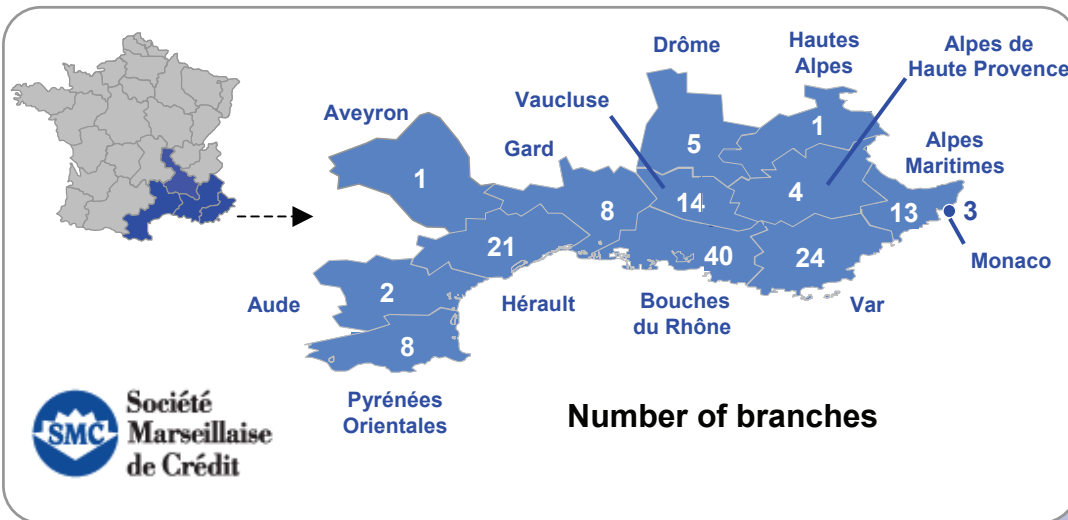 Drôme
Hautes
Alpes
Alpes de
Haute Provence
Vaucluse
Aveyron
Gard
Alpes
Maritimes
1
5
1
4
14
8
13
3
21
40
24
Monaco
2
Aude
Hérault
Bouches
du Rhône
Var
8
Pyrénées
Orientales
Number of branches
SMC
Société
Marseillaise
de Crédit